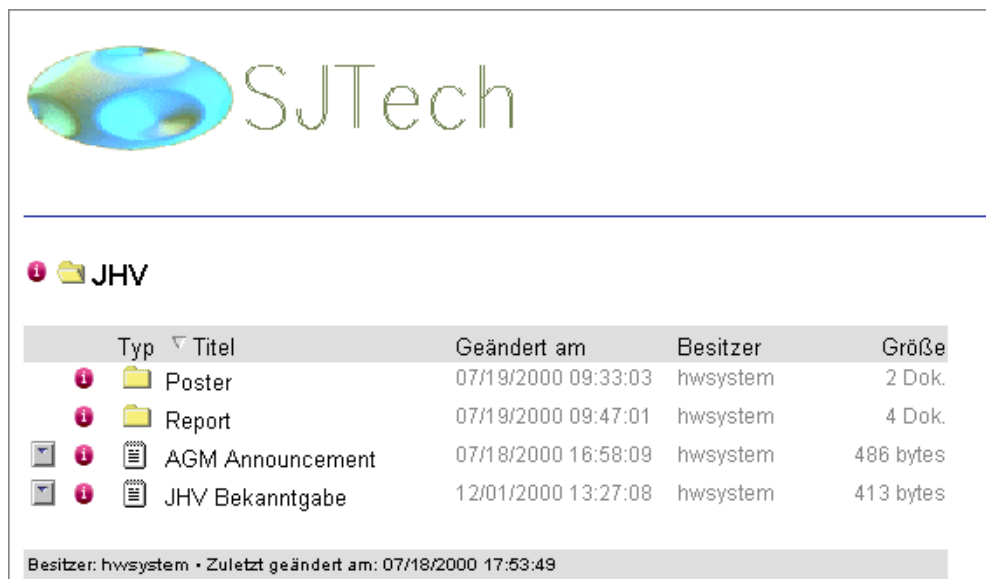 SJTech
JHV
Typ Titel Geändert am Besitzer Größe
Poster 07/19/2000 09:33:03 hwsystem 2 Dok.
Report 07/19/2000 09:47:01 hwsystem 4 Dok.
AGM Announcement 07/18/2000 16:58:09 hwsystem 486 bytes
JHV Bekanntgabe 12/01/2000 13:27:08 hwsystem 413 bytes
Besitzer: hwsystem • Zuletzt geändert am: 07/18/2000 17:53:49